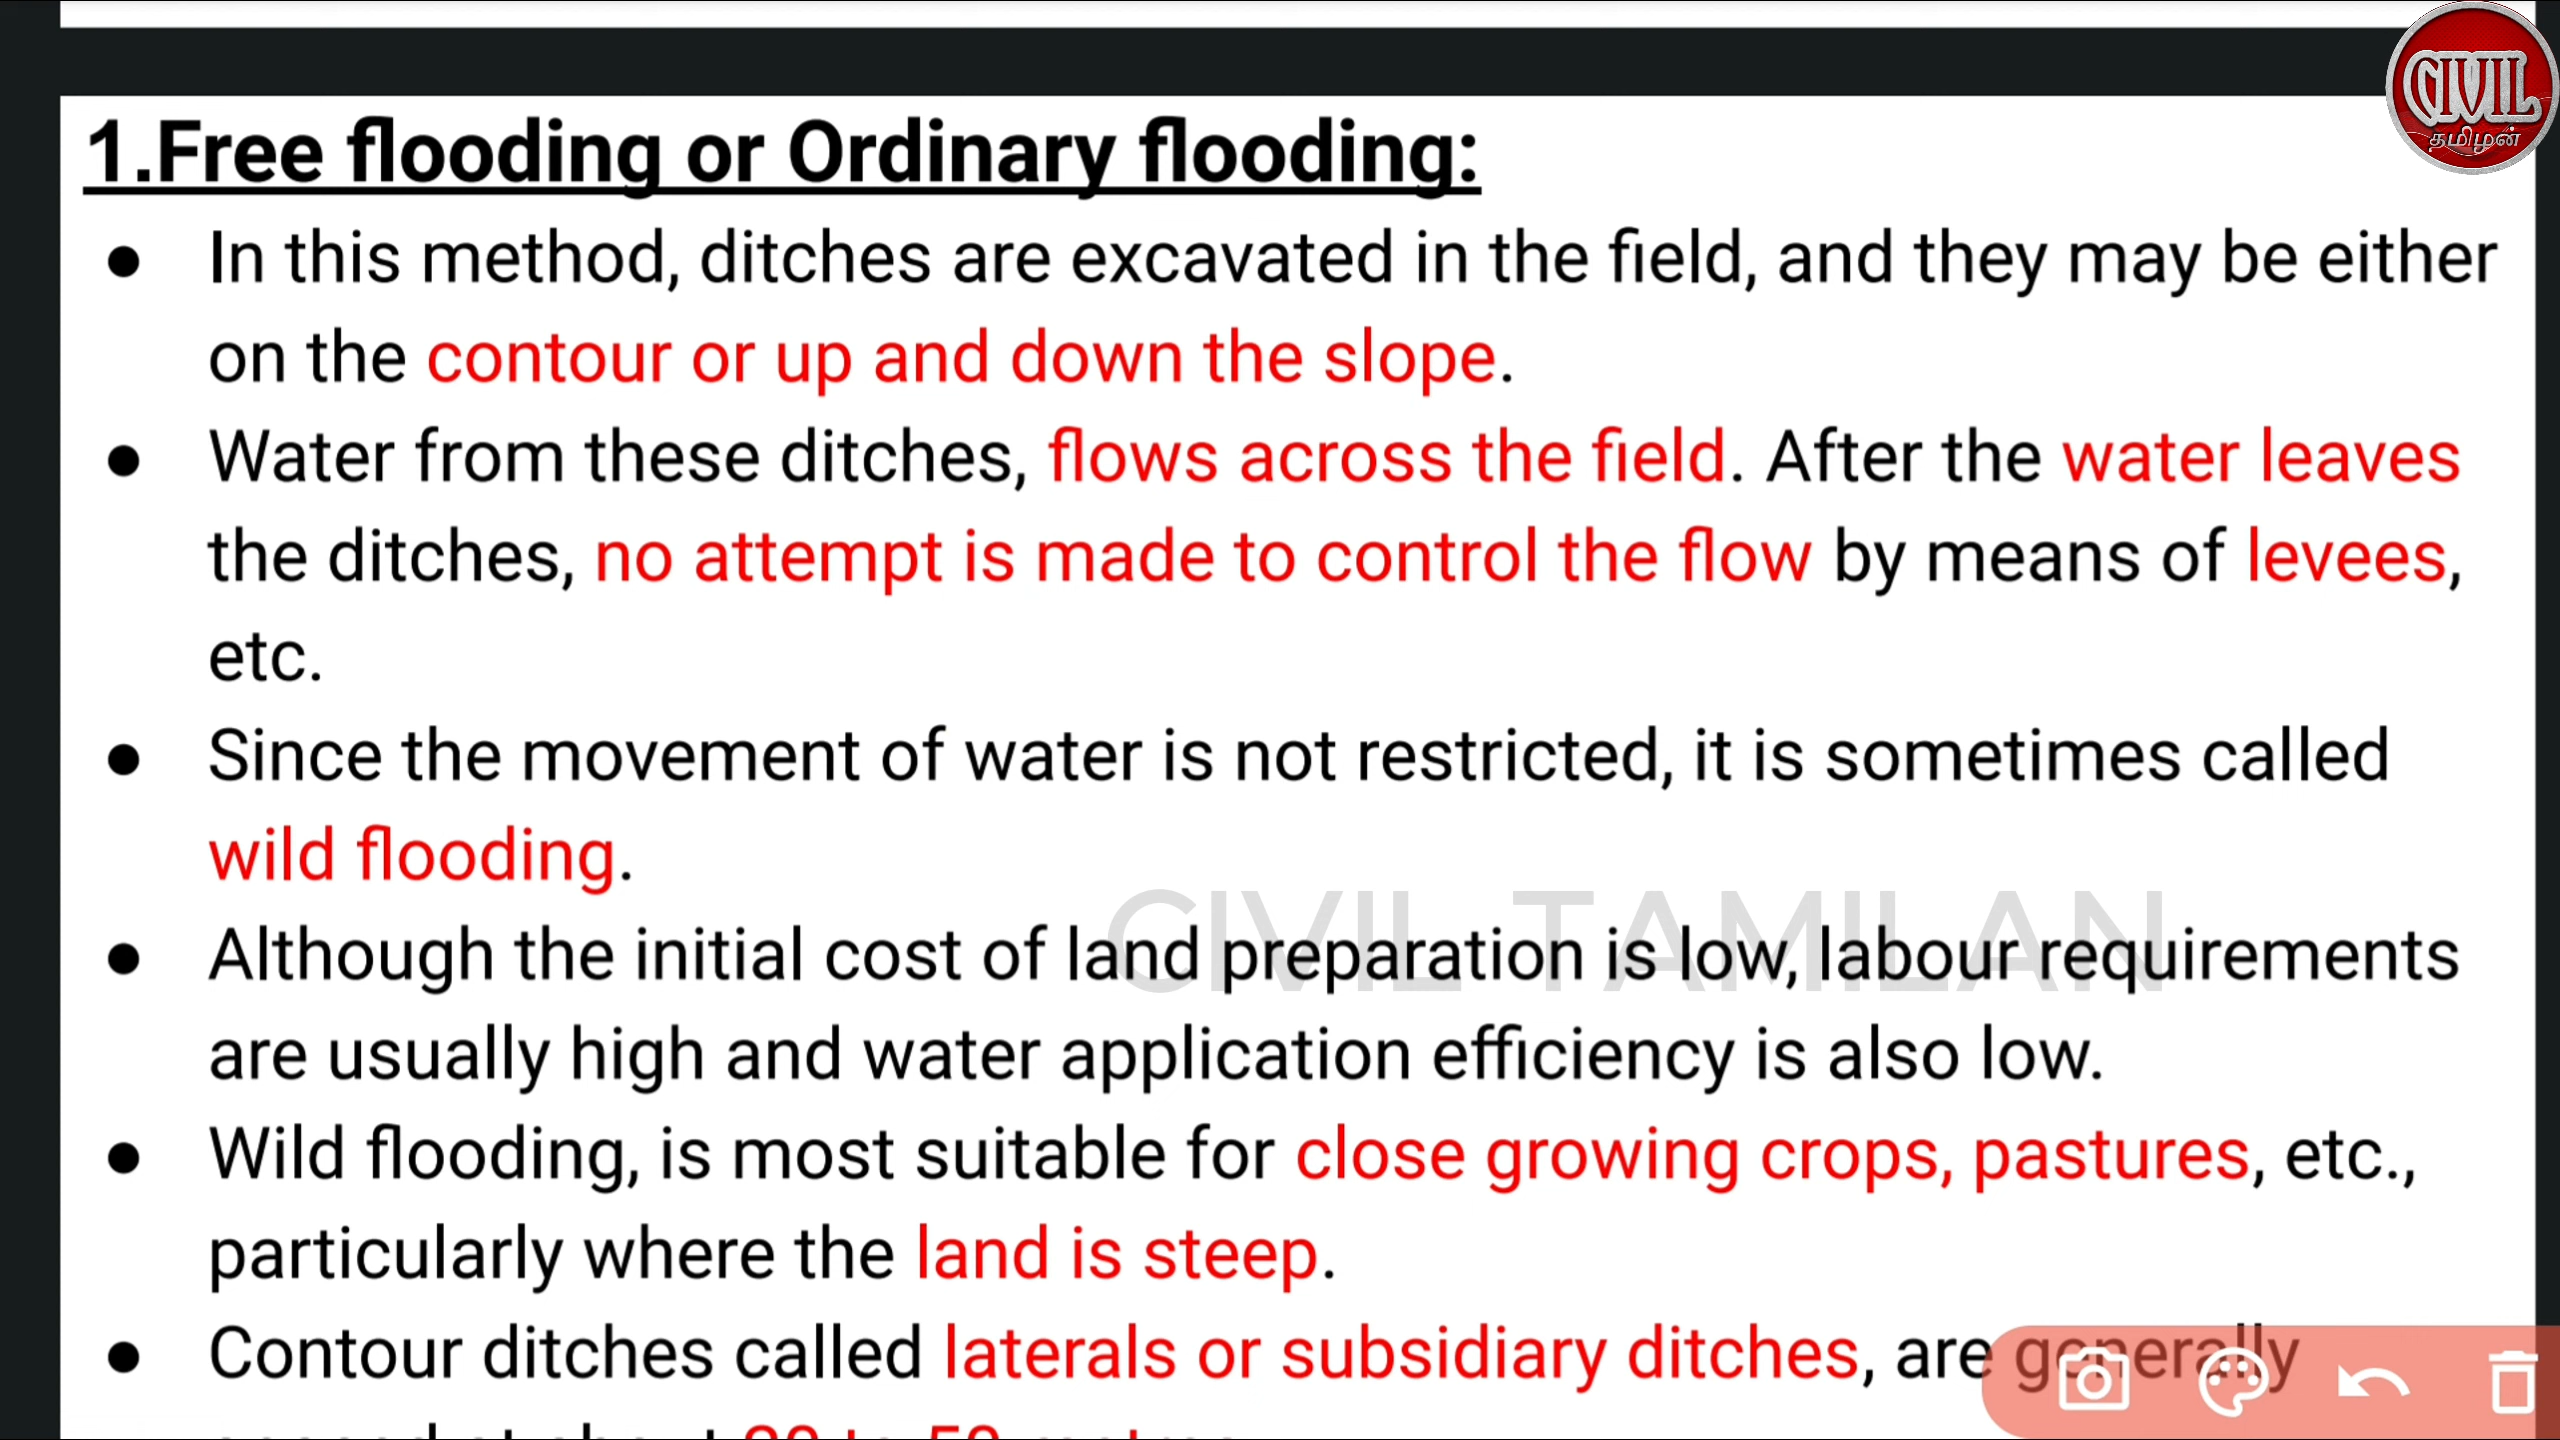 CIVIL
தமிழன்
1.Free flooding or Ordinary flooding:
● In this method, ditches are excavated in the field, and they may be either
on the contour or up and down the slope.
● Water from these ditches, flows across the field. After the water leaves
the ditches, no attempt is made to control the flow by means of levees,
etc.
● Since the movement of water is not restricted, it is sometimes called
wild flooding.
CIVIL TAMILAN
● Although the initial cost of land preparation is low, labour requirements
are usually high and water application efficiency is also low.
● Wild flooding, is most suitable for close growing crops, pastures, etc.,
particularly where the land is steep.
● Contour ditches called laterals or subsidiary ditches, are generally